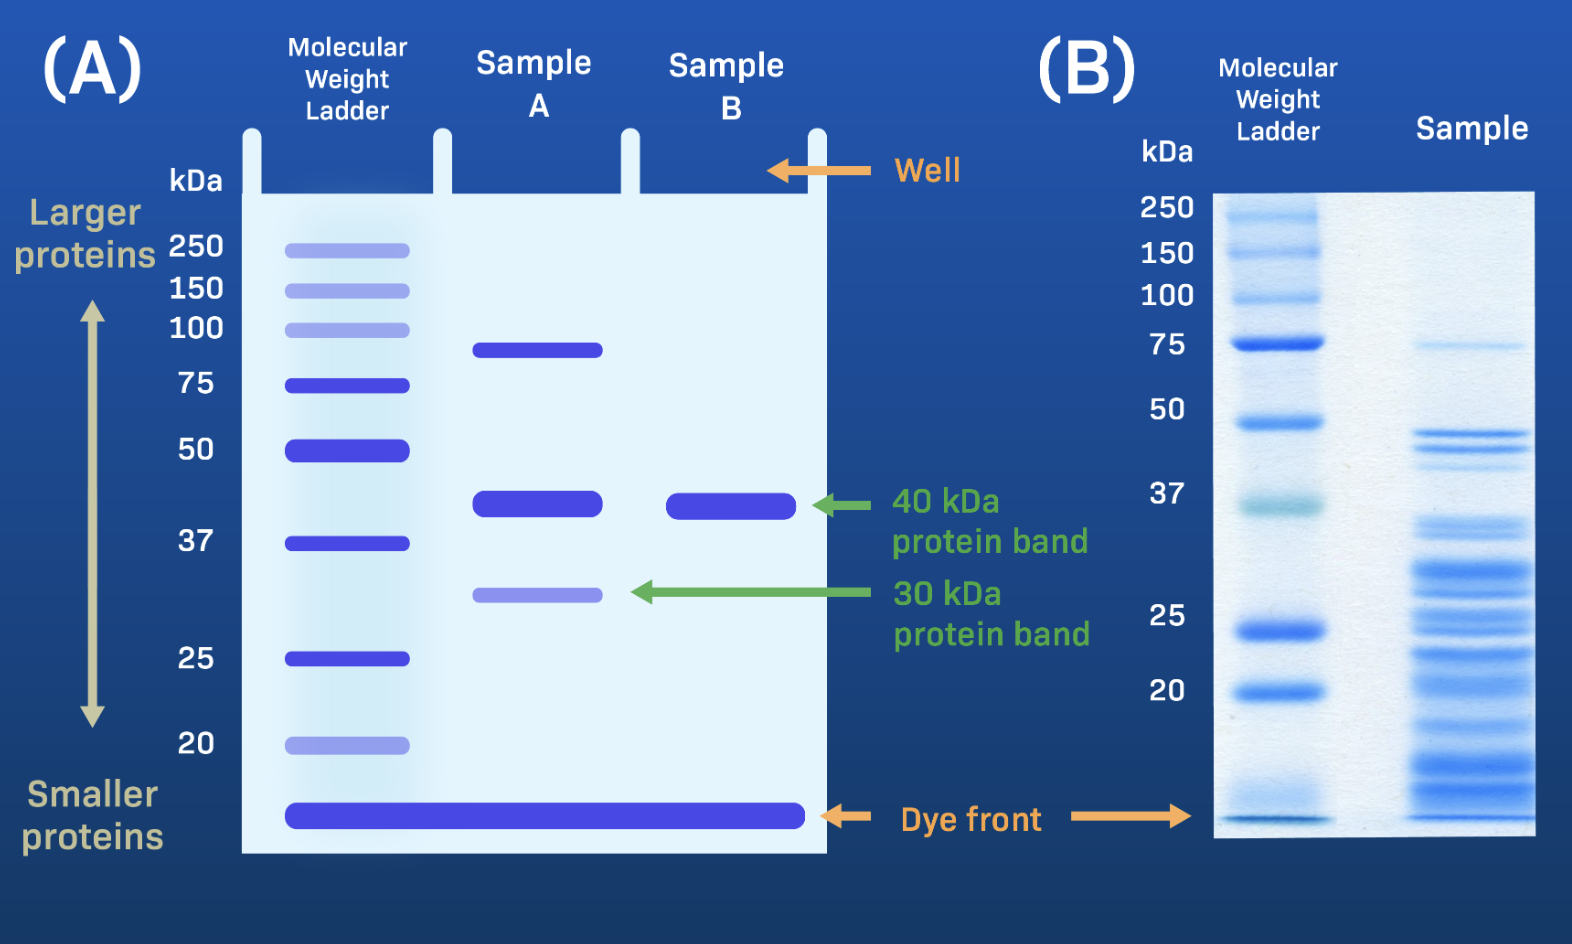 (A)
Molecular
Weight
Ladder
Sample
A
Sample
B
Well
kDa
Larger
proteins
250
150
100
75
50
37
25
20
Smaller
proteins
40 kDa
protein band
30 kDa
protein band
Dye front
(B)
Molecular
Weight
Ladder
Sample
kDa
250
150
100
75
50
37
25
20